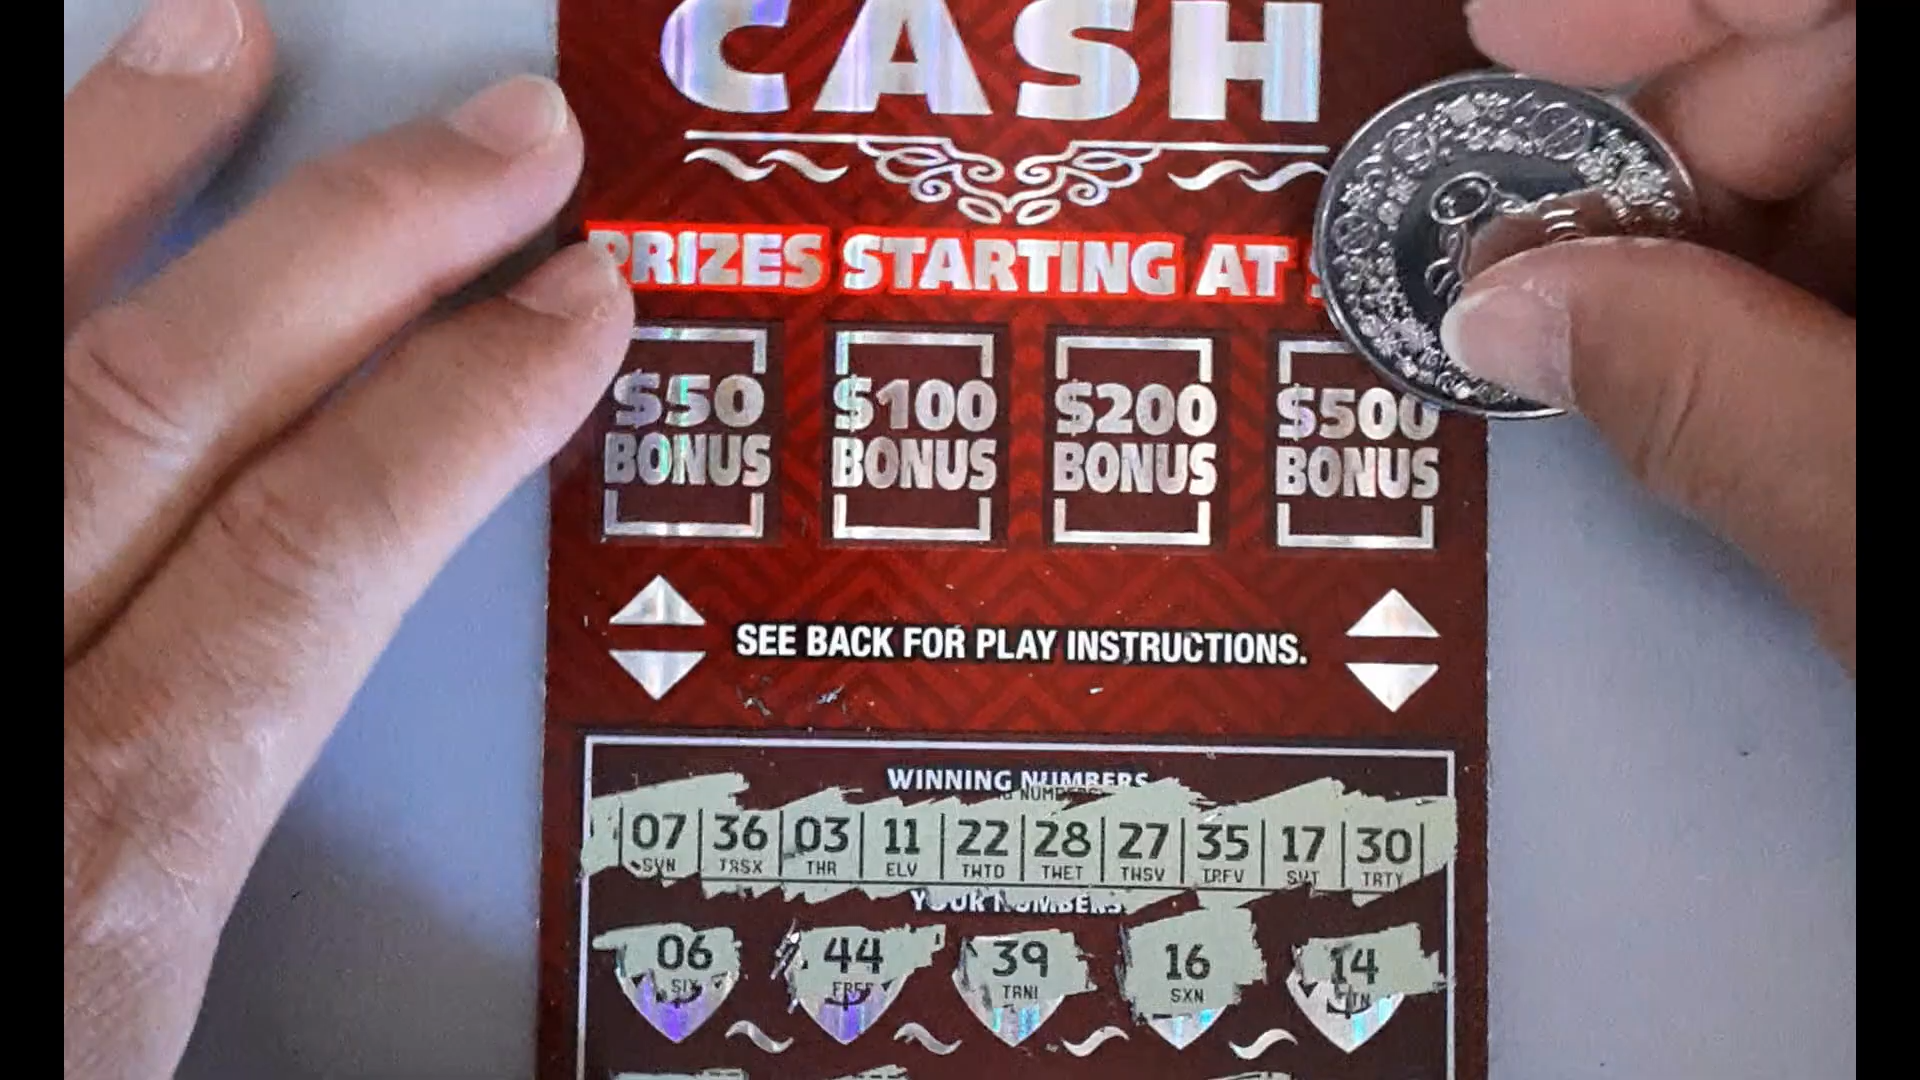 CASH
PRIZES STARTING AT
$50 $100 $200 $500
BONUS BONUS BONUS BONUS
SEE BACK FOR PLAY INSTRUCTIONS.
WINNING NUMBERS
07 36 03 11 22 28 27 35 17 30
SVN TRSX THR ELV TWTO TWET TWSV TRFV SVT TRTY
YOUR NUMBERS
06 44 39 16 14
SIX TRNI SXN